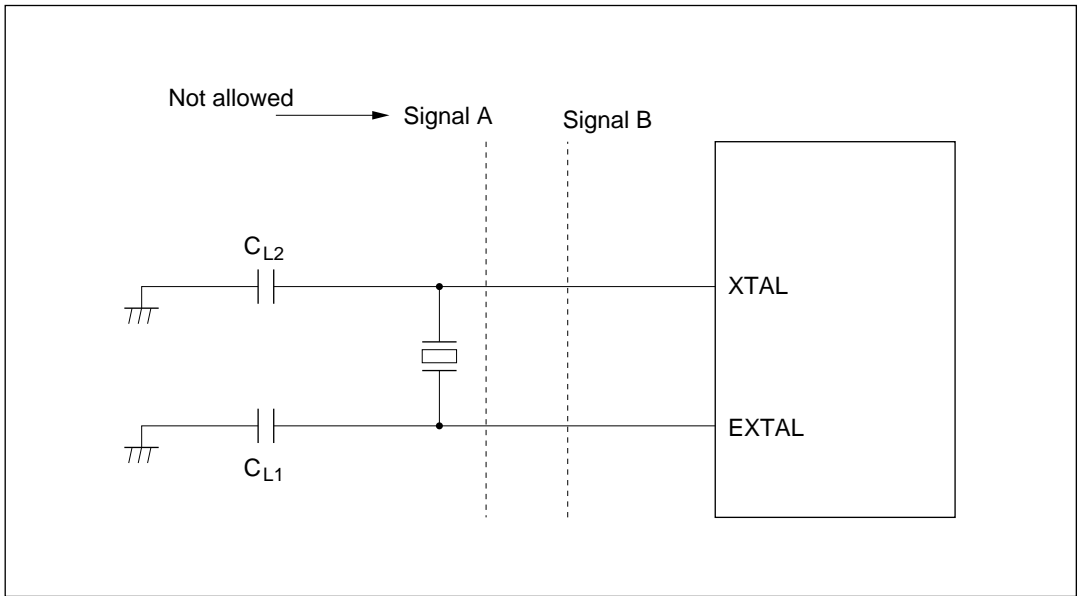 Not allowed
Signal A
Signal B
CL2
XTAL
EXTAL
CL1